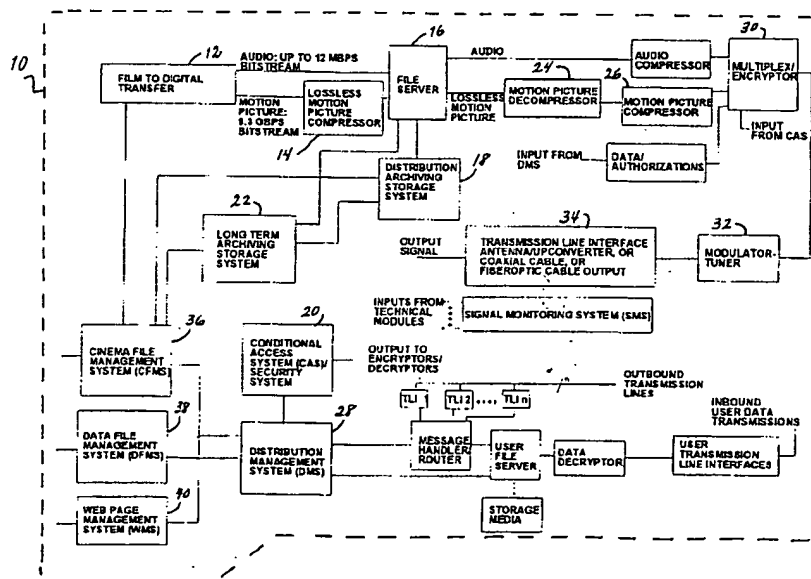 10
12
FILM TO DIGITAL
TRANSFER
AUDIO: UP TO 12 MBPS
BITSTREAM
MOTION
PICTURE:
BITSTREAM
LOSSLESS
MOTION
PICTURE
COMPRESSOR
14
16
FILE
SERVER
AUDIO
LOSSLESS
MOTION
PICTURE
24
MOTION PICTURE
DECOMPRESSOR
26
MOTION PICTURE
COMPRESSOR
AUDIO
COMPRESSOR
30
MULTIPLEX/
ENCRYPTOR
INPUT
FROM CAS
INPUT FROM
DMS
DATA/
AUTHORIZATIONS
DISTRIBUTION
ARCHIVING
STORAGE
SYSTEM
18
22
LONG TERM
ARCHIVING
STORAGE
SYSTEM
OUTPUT
SIGNAL
34
TRANSMISSION LINE INTERFACE
ANTENNA/UPCONVERTER, OR
COAXIAL CABLE, OR
FIBEROPTIC CABLE OUTPUT
32
MODULATOR-
TUNER
INPUTS FROM
TECHNICAL
MODULES
SIGNAL MONITORING SYSTEM (SMS)
36
CINEMA FILE
MANAGEMENT
SYSTEM (CFMS)
20
CONDITIONAL
ACCESS
SYSTEM (CAS)/
SECURITY
SYSTEM
OUTPUT TO
ENCRYPTORS/
DECRYPTORS
TLI 1
TLI 2
. . . ,
TLI n
OUTBOUND
TRANSMISSION
LINES
INBOUND
USER DATA
TRANSMISSIONS
38
DATA FILE
MANAGEMENT
SYSTEM (DFMS)
28
DISTRIBUTION
MANAGEMENT
SYSTEM (DMS)
MESSAGE
HANDLER/
ROUTER
USER
FILE
SERVER
DATA
DECRYPTOR
USER
TRANSMISSION
LINE INTERFACES
40
WEB PAGE
MANAGEMENT
SYSTEM (WMS)
STORAGE
MEDIA